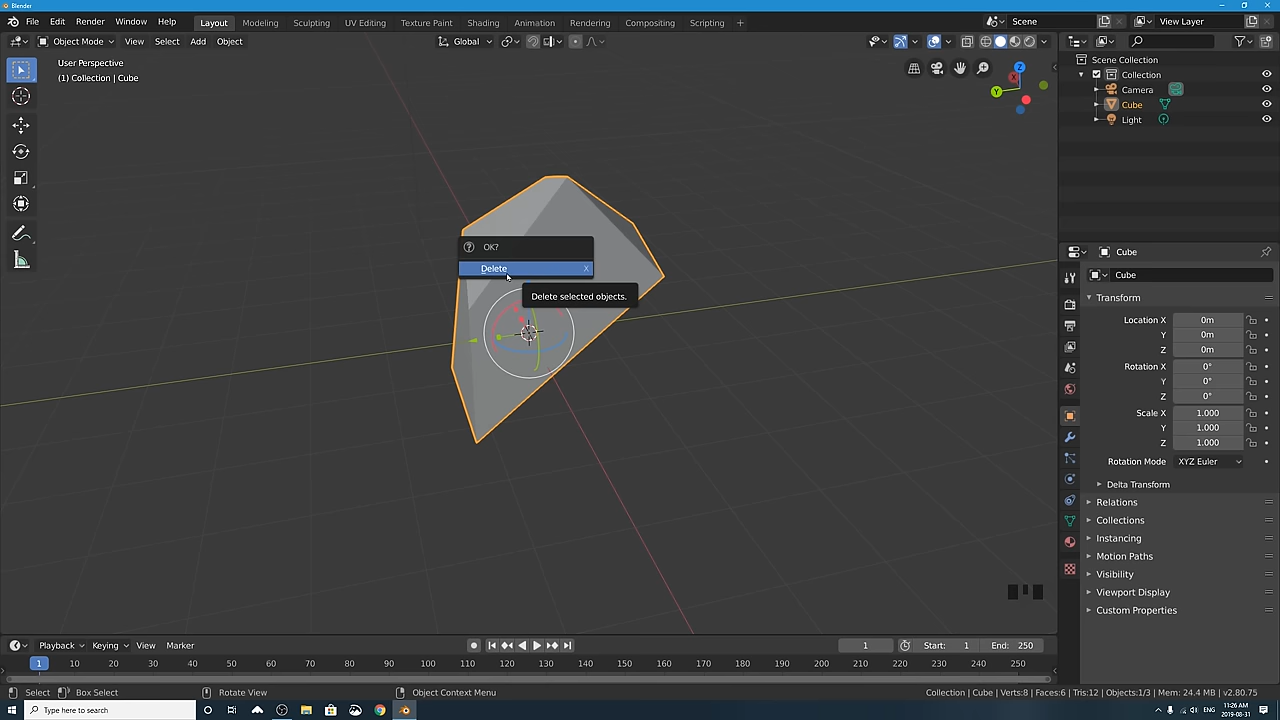 Blender
File Edit Render Window Help
Layout Modeling Sculpting UV Editing Texture Paint Shading Animation Rendering Compositing Scripting +
Scene
View Layer
Object Mode View Select Add Object
Global
User Perspective
(1) Collection | Cube
Z
X
Y
OK?
Delete X
Delete selected objects.
Scene Collection
Collection
Camera
Cube
Light
Cube
Cube
Transform
Location X 0m
Y 0m
Z 0m
Rotation X 0°
Y 0°
Z 0°
Scale X 1.000
Y 1.000
Z 1.000
Rotation Mode XYZ Euler
Delta Transform
Relations
Collections
Instancing
Motion Paths
Visibility
Viewport Display
Custom Properties
Playback Keying View Marker
1 Start: 1 End: 250
1 10 20 30 40 50 60 70 80 90 100 110 120 130 140 150 160 170 180 190 200 210 220 230 240 250
Select Box Select Rotate View Object Context Menu
Collection | Cube | Verts:8 | Faces:6 | Tris:12 | Objects:1/3 | Mem: 24.4 MB | v2.80.75
Type here to search
ENG
11:26 AM
2019-08-31